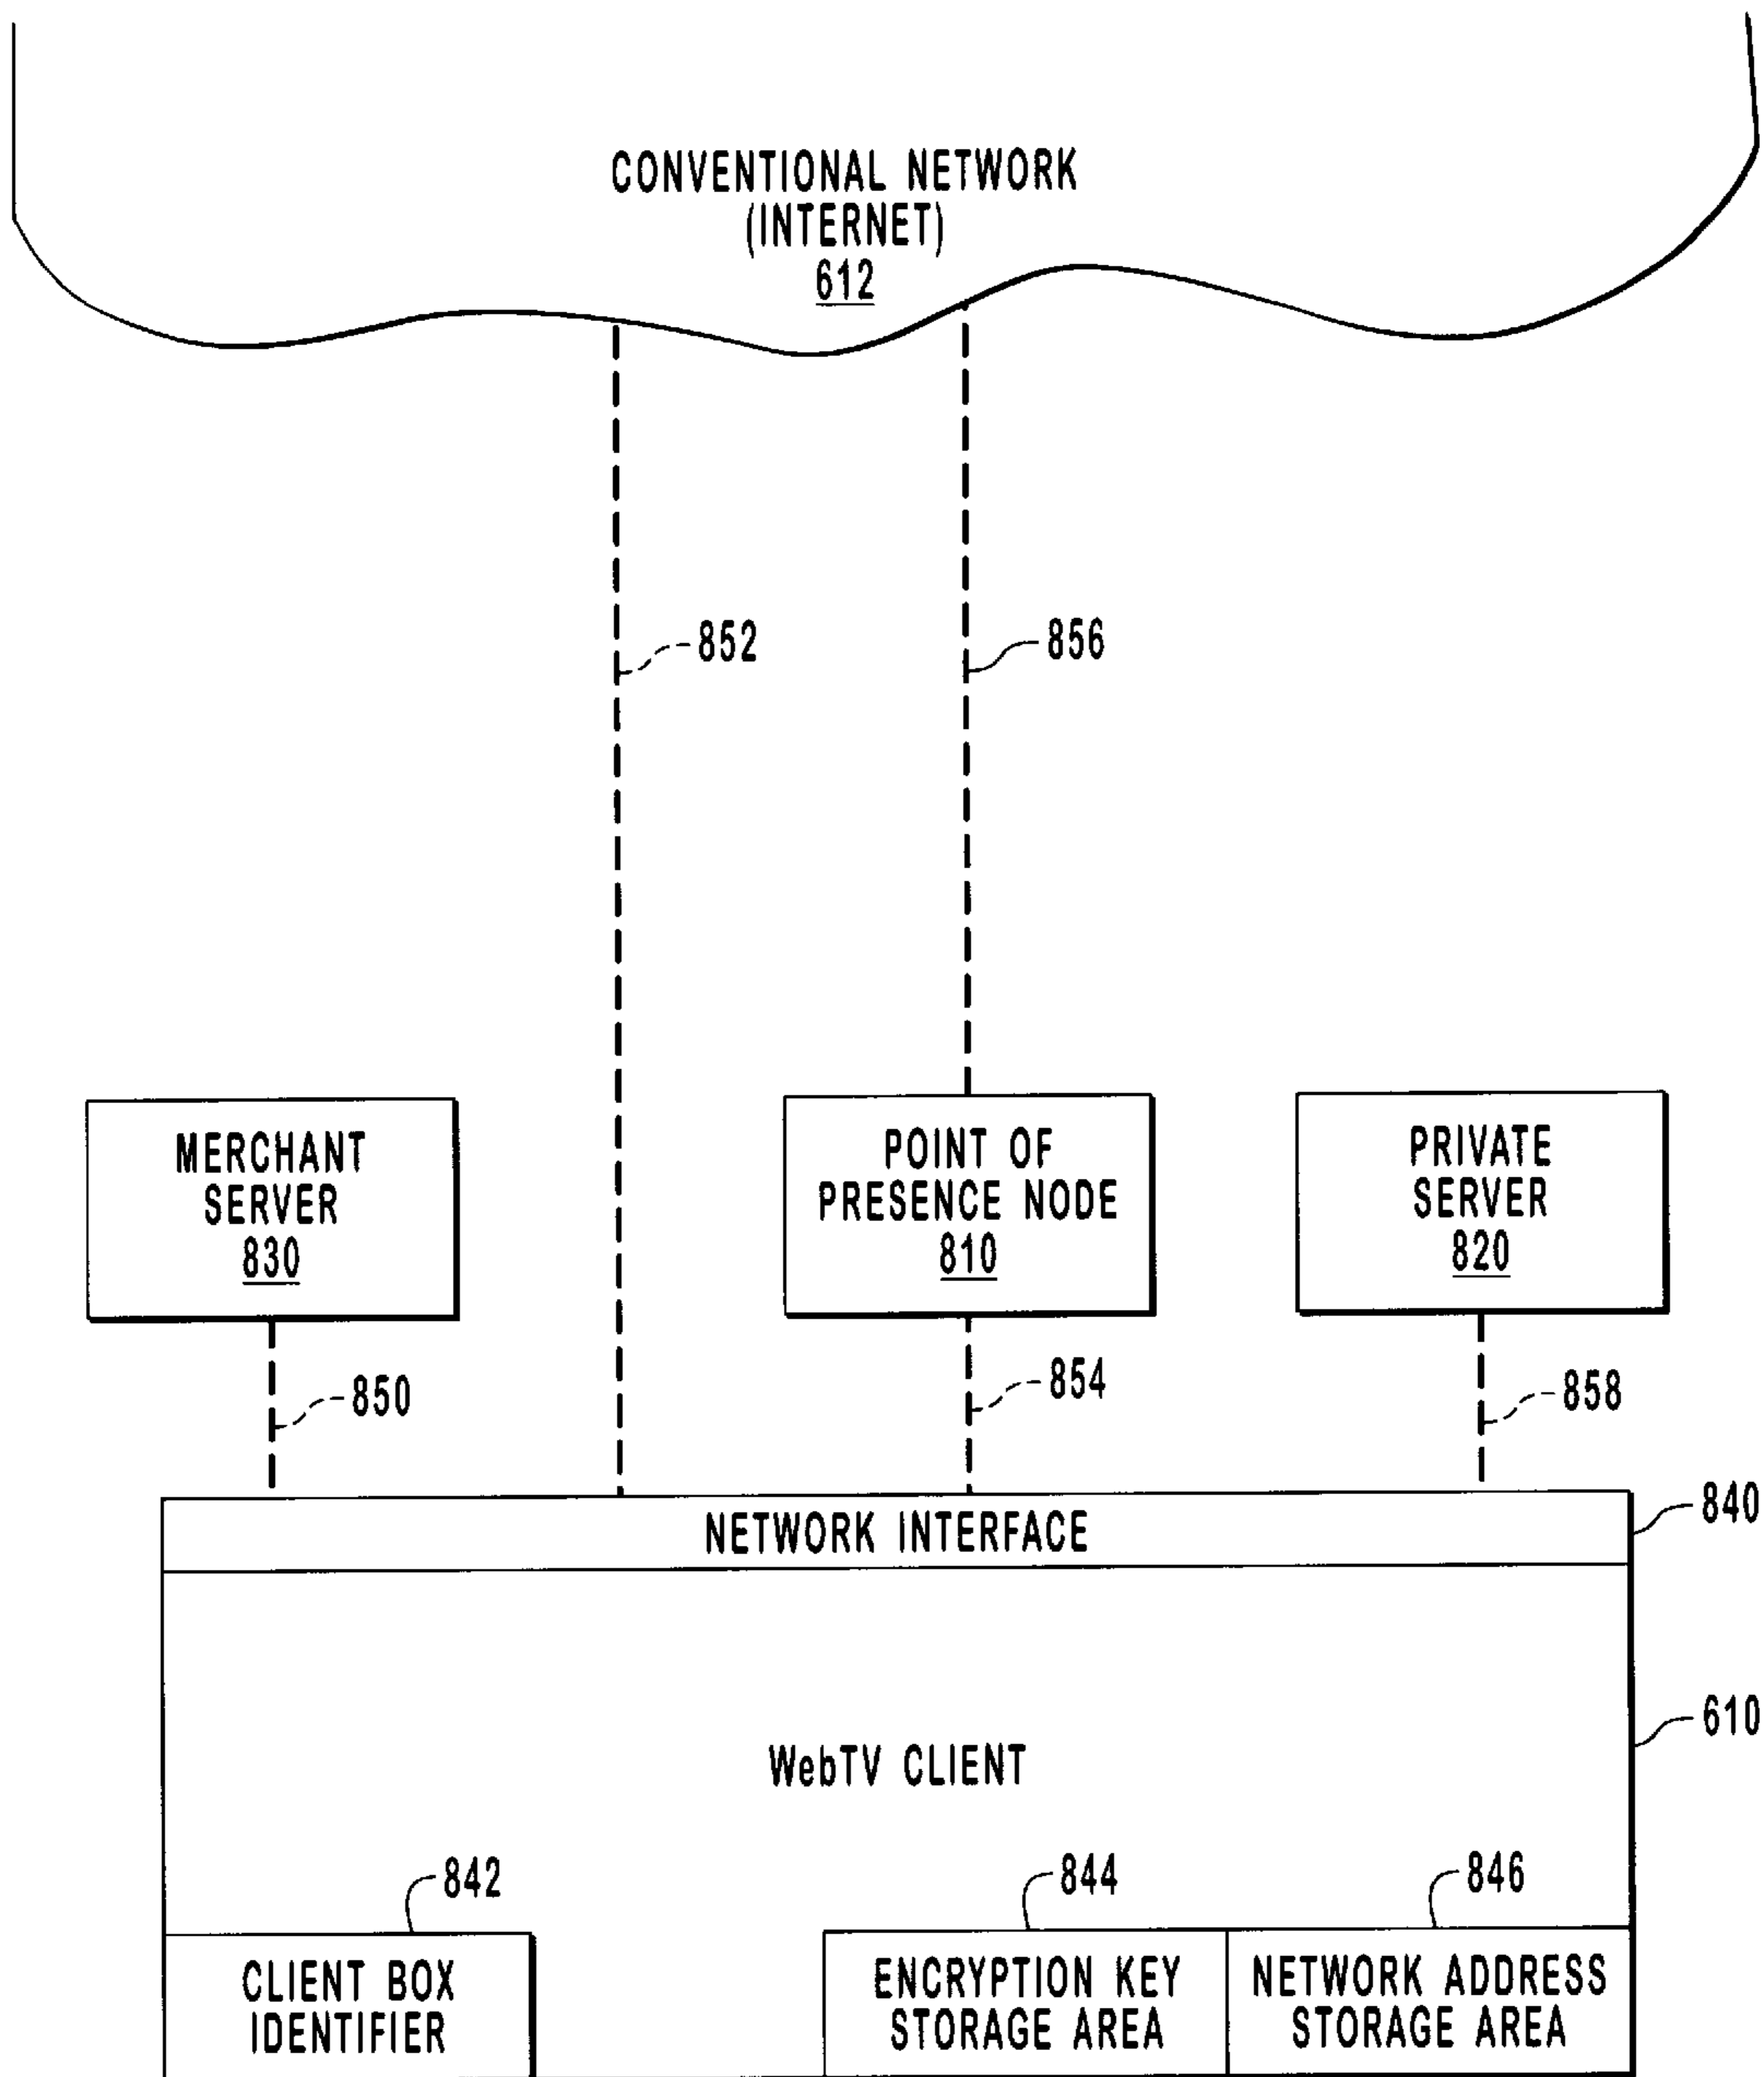 CONVENTIONAL NETWORK
(INTERNET)
612
852
856
MERCHANT
SERVER
830
POINT OF
PRESENCE NODE
810
PRIVATE
SERVER
820
850
854
858
NETWORK INTERFACE
840
WebTV CLIENT
610
842
844
846
CLIENT BOX
IDENTIFIER
ENCRYPTION KEY
STORAGE AREA
NETWORK ADDRESS
STORAGE AREA